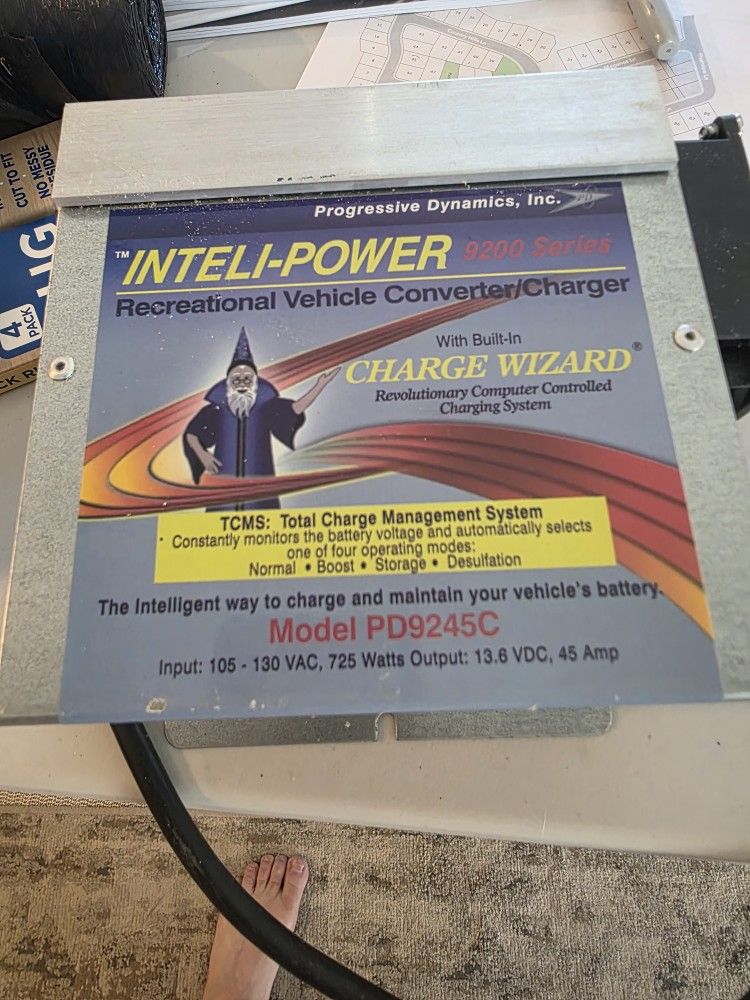 Progressive Dynamics, Inc.
™INTELI-POWER 9200 Series
Recreational Vehicle Converter/Charger
With Built-In
CHARGE WIZARD®
Revolutionary Computer Controlled
Charging System
TCMS: Total Charge Management System
· Constantly monitors the battery voltage and automatically selects
one of four operating modes:
Normal • Boost • Storage • Desulfation
The Intelligent way to charge and maintain your vehicle's battery.
Model PD9245C
Input: 105 - 130 VAC, 725 Watts Output: 13.6 VDC, 45 Amp
CUT TO FIT
NO MESSY
4
PACK